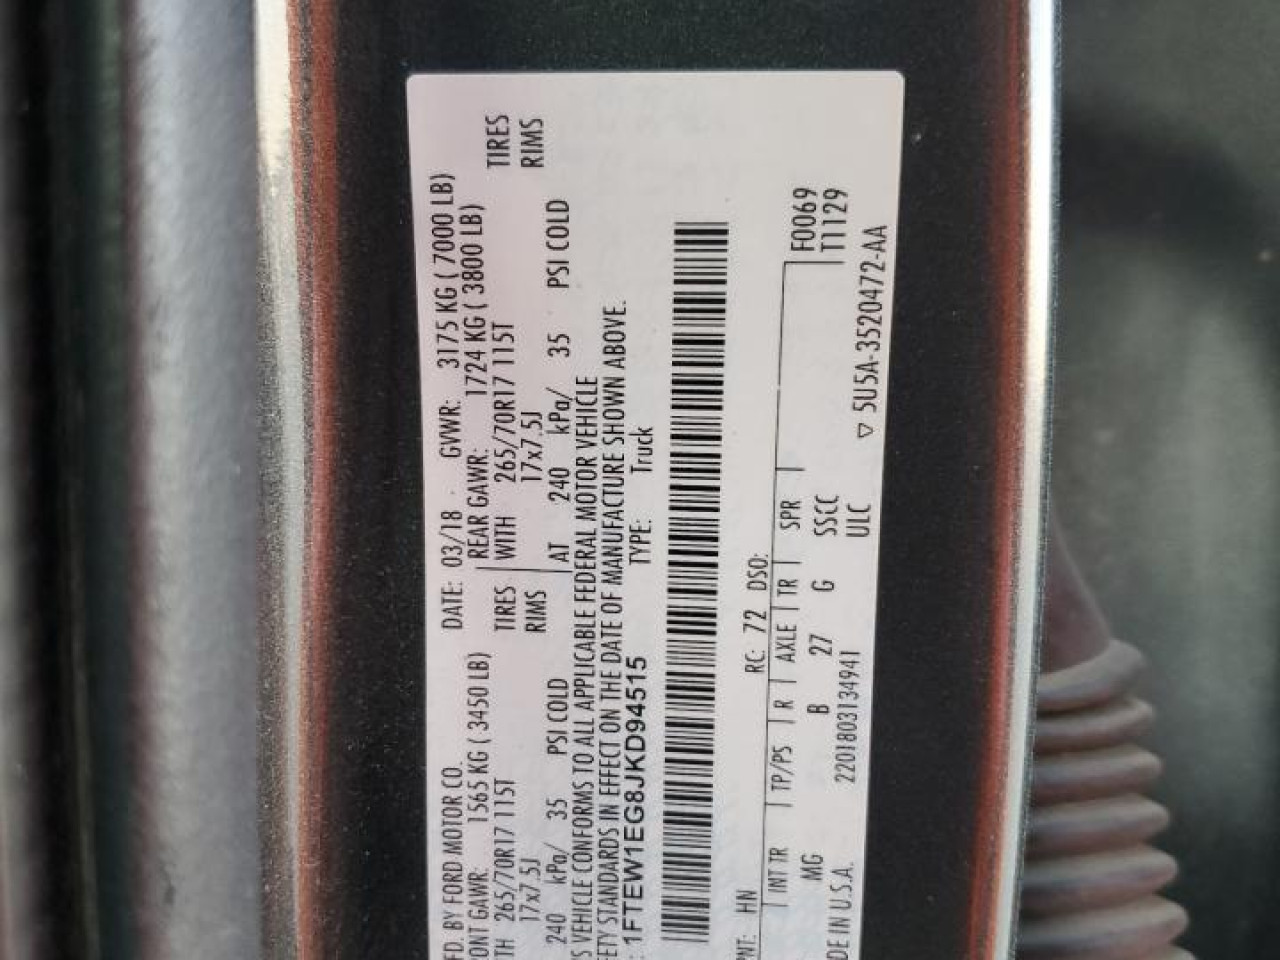 FD. BY FORD MOTOR CO. DATE: 03/18 GVWR: 3175 KG ( 7000 LB)
ONT GAWR: 1565 KG ( 3450 LB) REAR GAWR: 1724 KG ( 3800 LB)
TH 265/70R17 115T TIRES WITH 265/70R17 115T TIRES
17x7.5J RIMS 17x7.5J RIMS
240 kPa/ 35 PSI COLD AT 240 kPa/ 35 PSI COLD
S VEHICLE CONFORMS TO ALL APPLICABLE FEDERAL MOTOR VEHICLE
FETY STANDARDS IN EFFECT ON THE DATE OF MANUFACTURE SHOWN ABOVE.
: 1FTEW1EG8JKD94515 TYPE: Truck
PNT: HN RC: 72 DSO:
INT TR TP/PS R AXLE TR SPR F0069
MG B 27 G SSCC T1129
DE IN U.S.A. 2201803134941 ULC ▽ 5U5A-3520472-AA